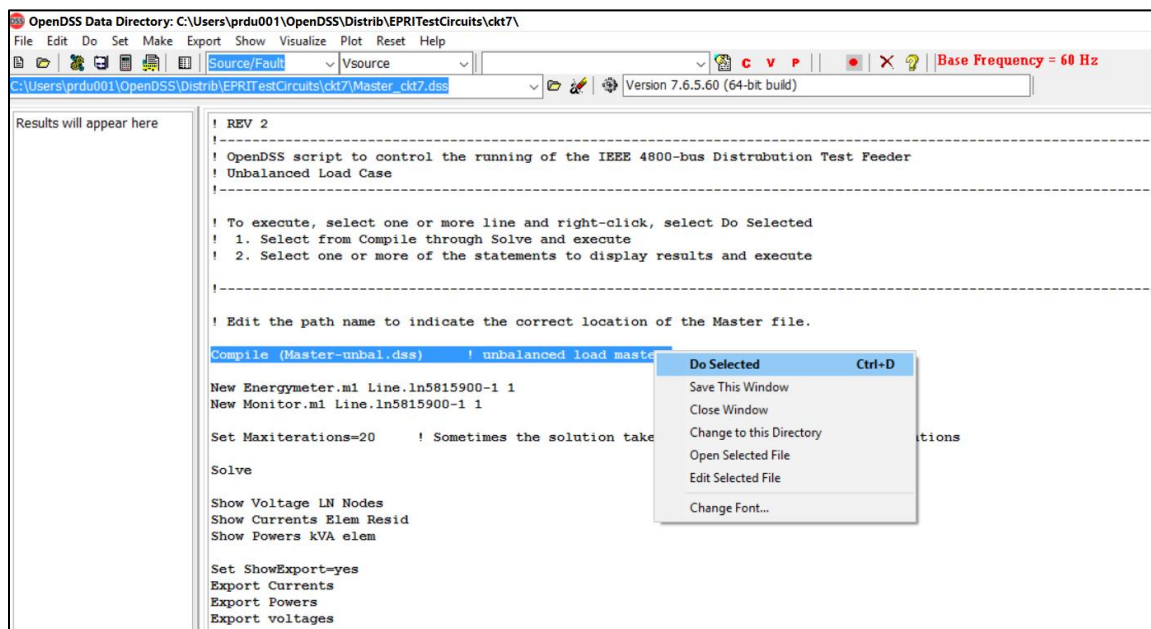 OpenDSS Data Directory: C:\Users\prdu001\OpenDSS\Distrib\EPRITestCircuits\ckt7\
File Edit Do Set Make Export Show Visualize Plot Reset Help
Source/Fault Vsource C V P Base Frequency = 60 Hz
C:\Users\prdu001\OpenDSS\Distrib\EPRITestCircuits\ckt7\Master_ckt7.dss Version 7.6.5.60 (64-bit build)
Results will appear here
! REV 2
!------------------------------------------------------------
! OpenDSS script to control the running of the IEEE 4800-bus Distrubution Test Feeder
! Unbalanced Load Case
!------------------------------------------------------------
! To execute, select one or more line and right-click, select Do Selected
! 1. Select from Compile through Solve and execute
! 2. Select one or more of the statements to display results and execute
!------------------------------------------------------------
! Edit the path name to indicate the correct location of the Master file.
Compile (Master-unbal.dss) ! unbalanced load maste
New Energymeter.m1 Line.ln5815900-1 1
New Monitor.m1 Line.ln5815900-1 1
Set Maxiterations=20 ! Sometimes the solution take
Solve
Show Voltage LN Nodes
Show Currents Elem Resid
Show Powers kVA elem
Set ShowExport=yes
Export Currents
Export Powers
Export voltages
Do Selected Ctrl+D
Save This Window
Close Window
Change to this Directory
Open Selected File
Edit Selected File
Change Font...